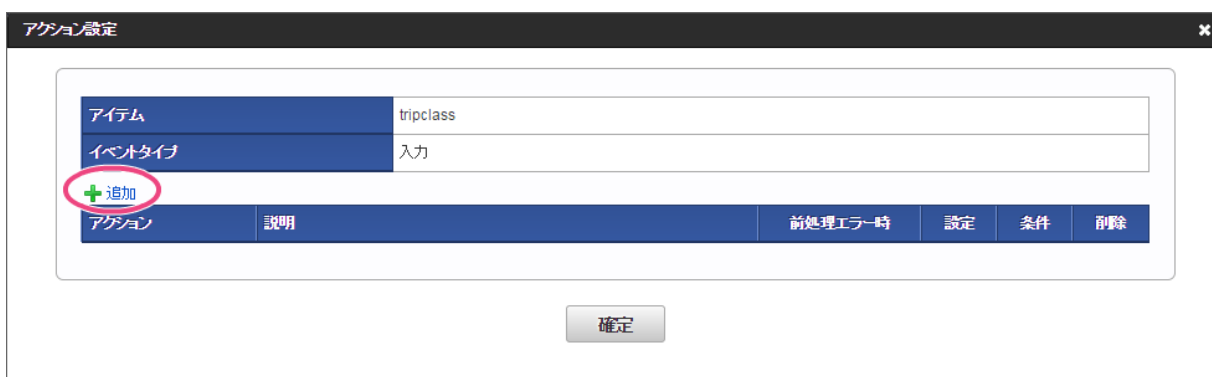 アクション設定
アイテム tripclass
イベントタイプ 入力
追加
アクション 説明 前処理エラー時 設定 条件 削除
確定